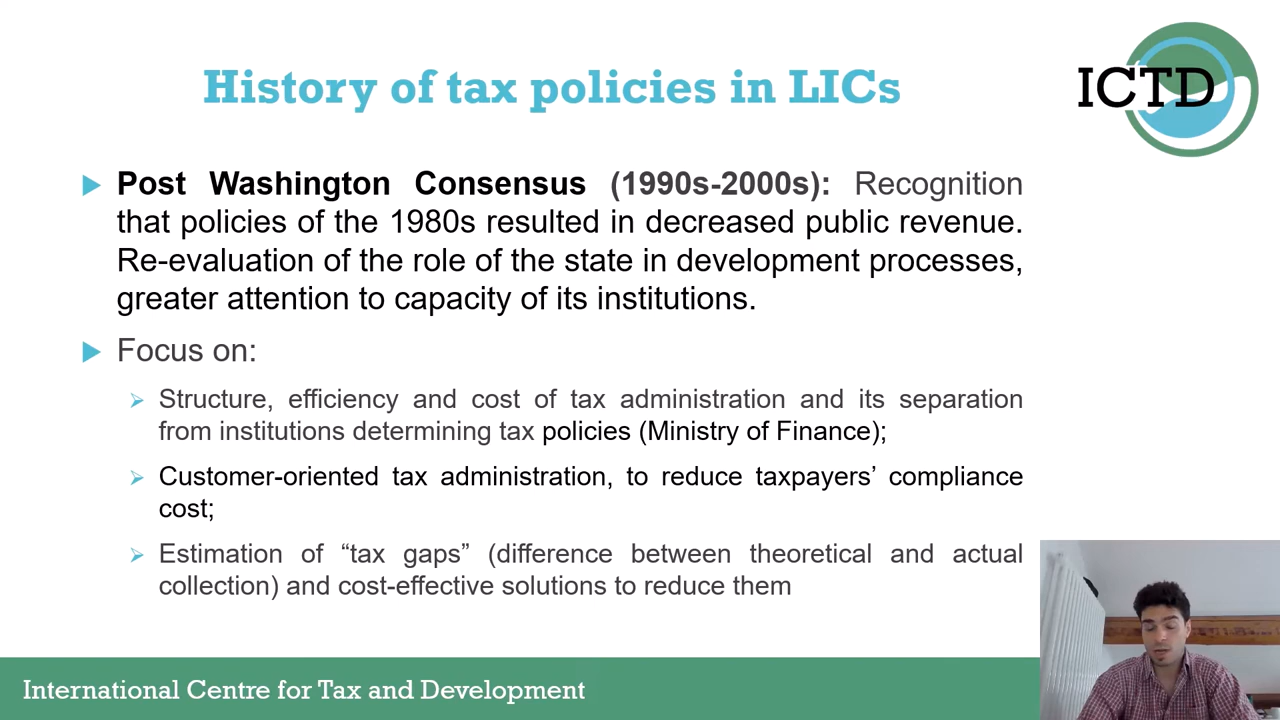 History of tax policies in LICs
ICTD
Post Washington Consensus (1990s-2000s): Recognition
that policies of the 1980s resulted in decreased public revenue.
Re-evaluation of the role of the state in development processes,
greater attention to capacity of its institutions.
Focus on:
Structure, efficiency and cost of tax administration and its separation
from institutions determining tax policies (Ministry of Finance);
Customer-oriented tax administration, to reduce taxpayers’ compliance
cost;
Estimation of “tax gaps” (difference between theoretical and actual
collection) and cost-effective solutions to reduce them
International Centre for Tax and Development